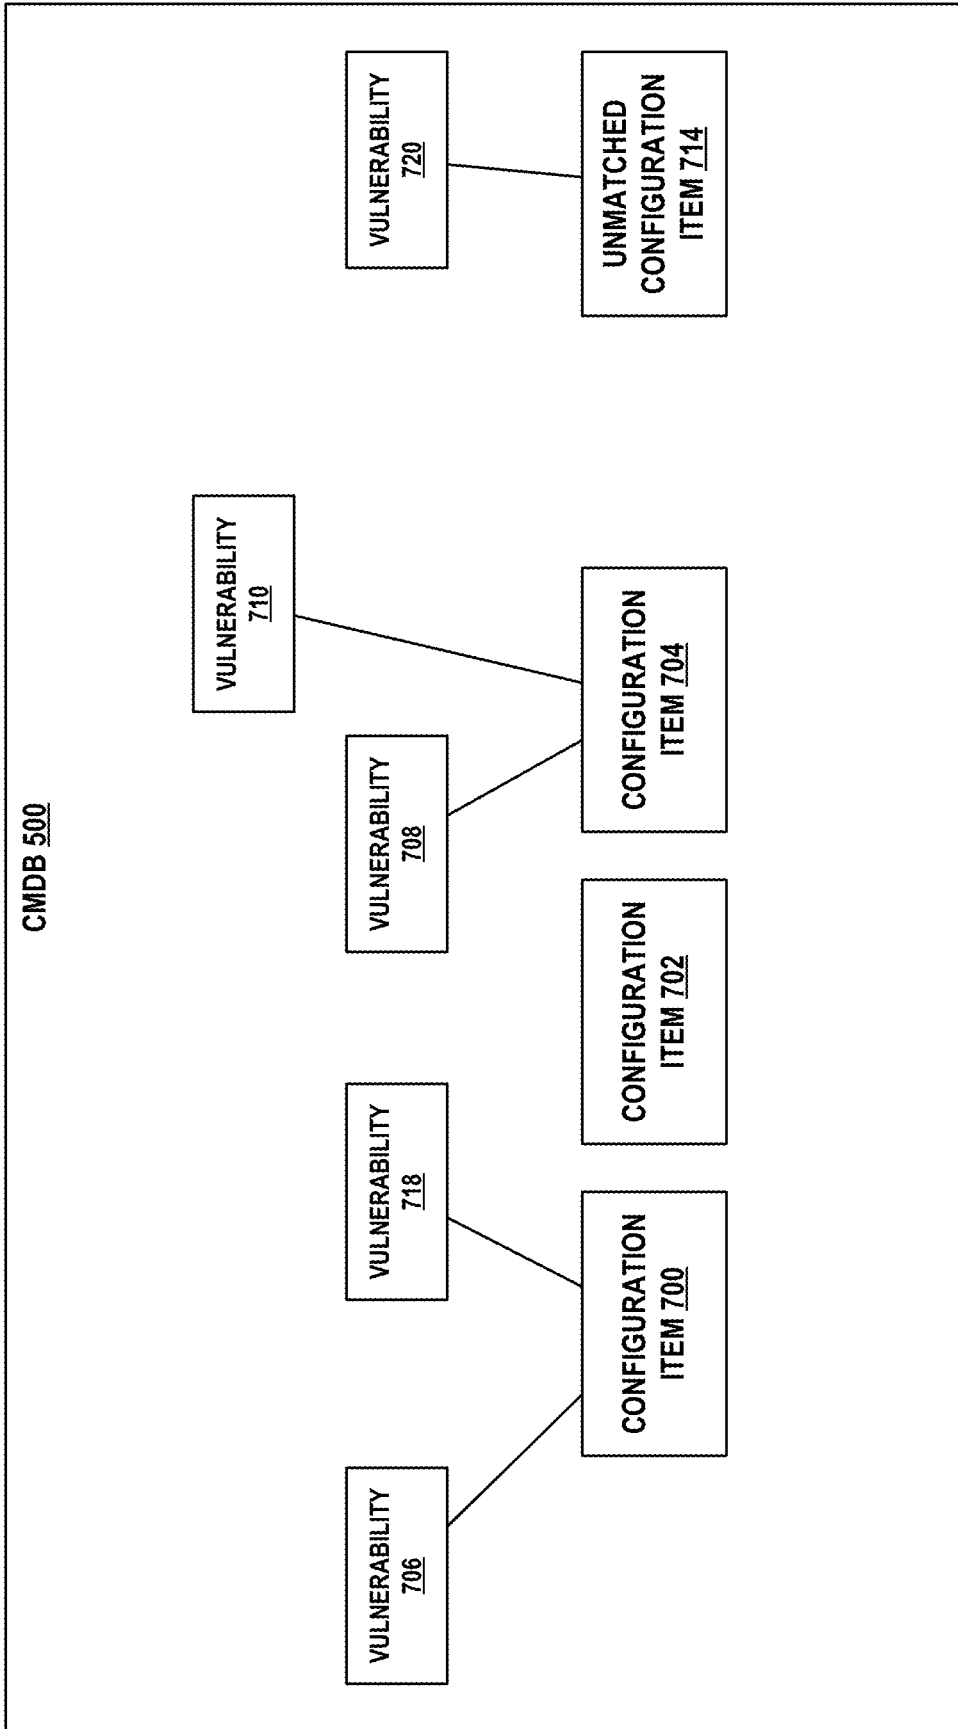 CMDB 500
VULNERABILITY
710
VULNERABILITY
706
VULNERABILITY
718
VULNERABILITY
708
VULNERABILITY
720
CONFIGURATION
ITEM 700
CONFIGURATION
ITEM 702
CONFIGURATION
ITEM 704
UNMATCHED
CONFIGURATION
ITEM 714